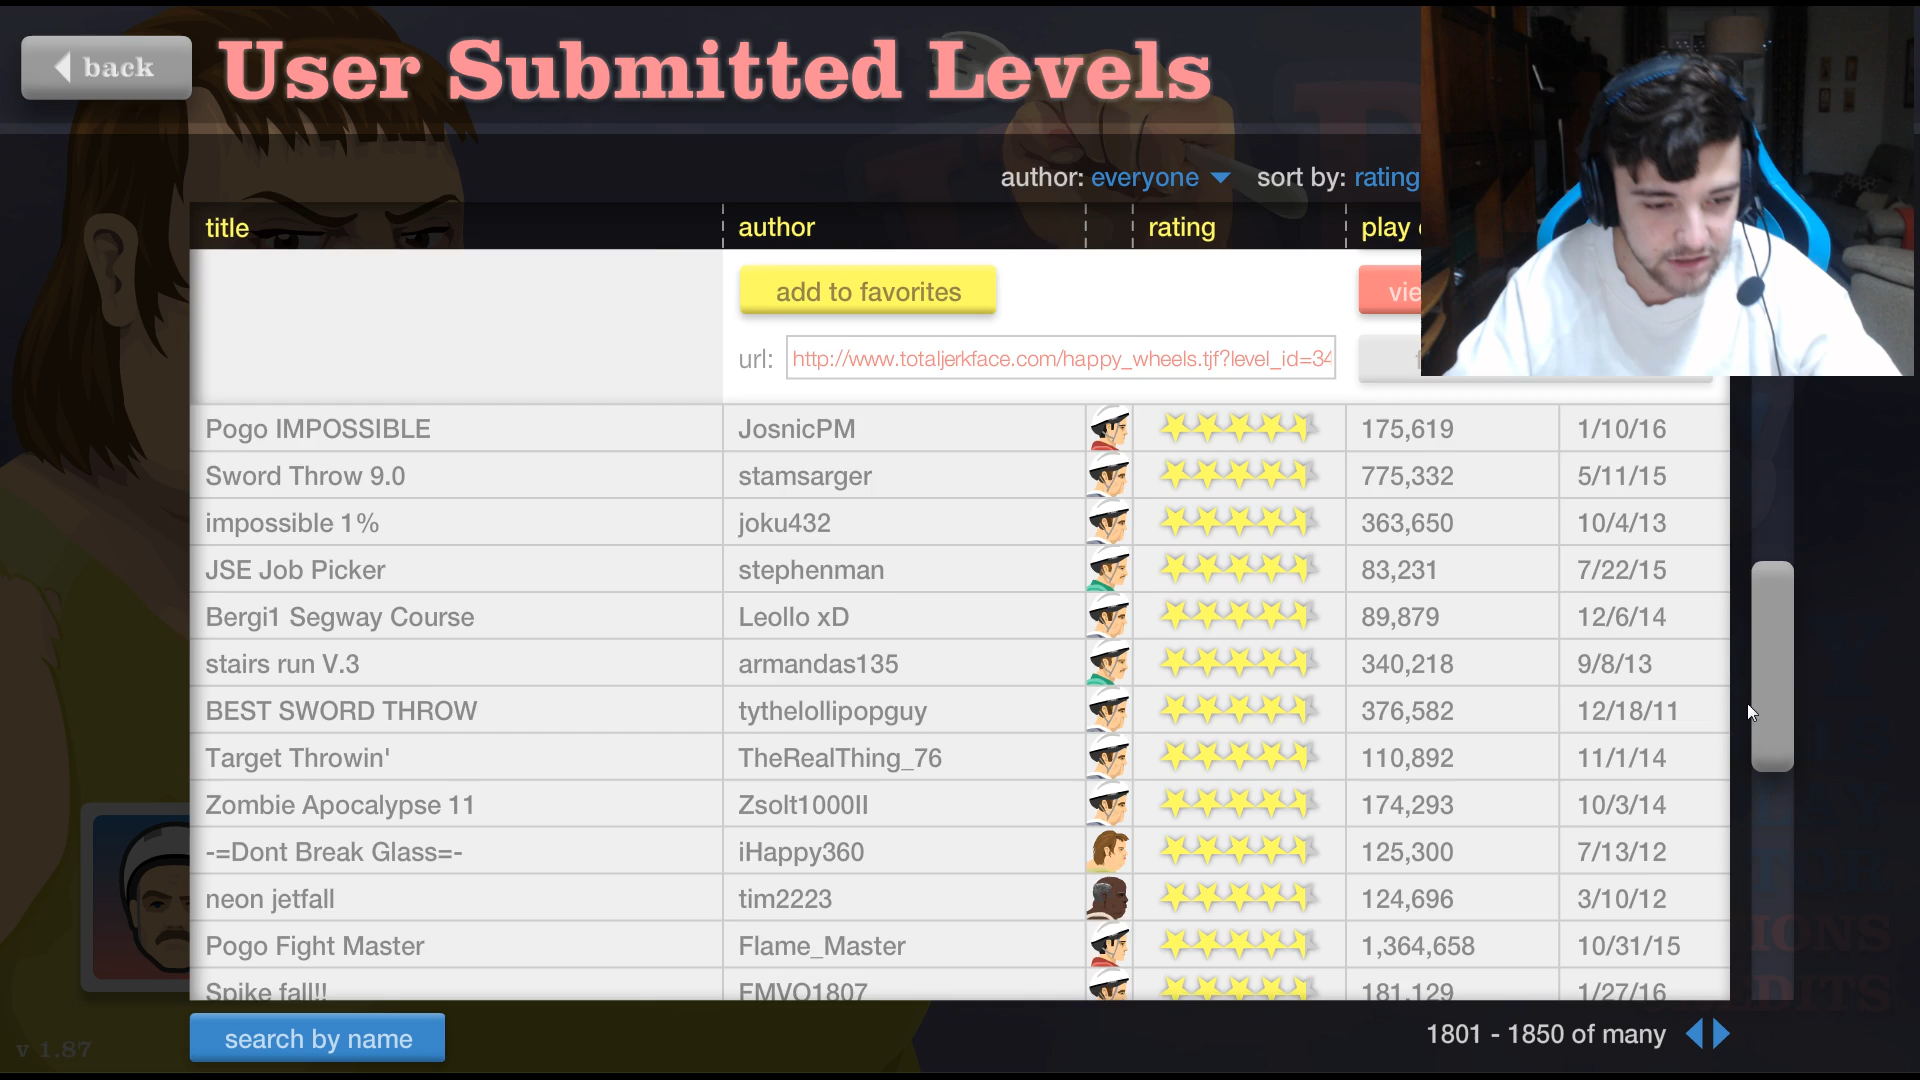 back
User Submitted Levels
author: everyone sort by: rating
title author rating play
add to favorites
url: http://www.totaljerkface.com/happy_wheels.tjf?level_id=34
Pogo IMPOSSIBLE JosnicPM 175,619 1/10/16
Sword Throw 9.0 stamsarger 775,332 5/11/15
impossible 1% joku432 363,650 10/4/13
JSE Job Picker stephenman 83,231 7/22/15
Bergi1 Segway Course Leollo xD 89,879 12/6/14
stairs run V.3 armandas135 340,218 9/8/13
BEST SWORD THROW tythelollipopguy 376,582 12/18/11
Target Throwin' TheRealThing_76 110,892 11/1/14
Zombie Apocalypse 11 Zsolt1000II 174,293 10/3/14
-=Dont Break Glass=- iHappy360 125,300 7/13/12
neon jetfall tim2223 124,696 3/10/12
Pogo Fight Master Flame_Master 1,364,658 10/31/15
Spike fall!! FMVO1807 181,129 1/27/16
search by name 1801 - 1850 of many
v 1.87